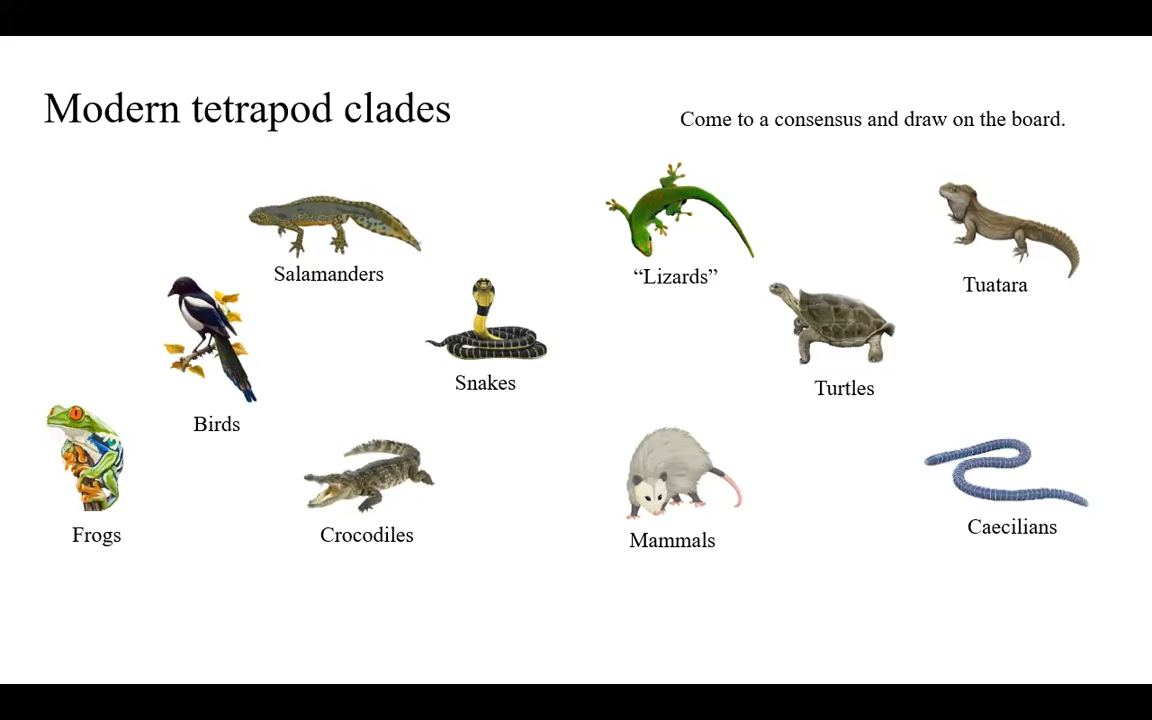 Modern tetrapod clades
Come to a consensus and draw on the board.
Salamanders
“Lizards”
Tuatara
Snakes
Turtles
Birds
Frogs
Crocodiles
Mammals
Caecilians